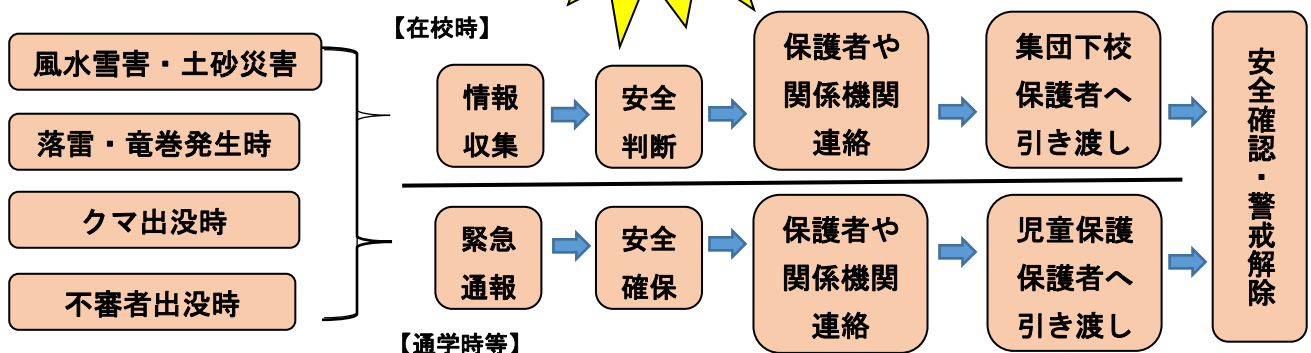 【在校時】
風水雪害・土砂災害
落雷・竜巻発生時
クマ出没時
不審者出没時
情報
収集
安全
判断
保護者や
関係機関
連絡
集団下校
保護者へ
引き渡し
緊急
通報
安全
確保
保護者や
関係機関
連絡
児童保護
保護者へ
引き渡し
【通学時等】
安全確認・警戒解除